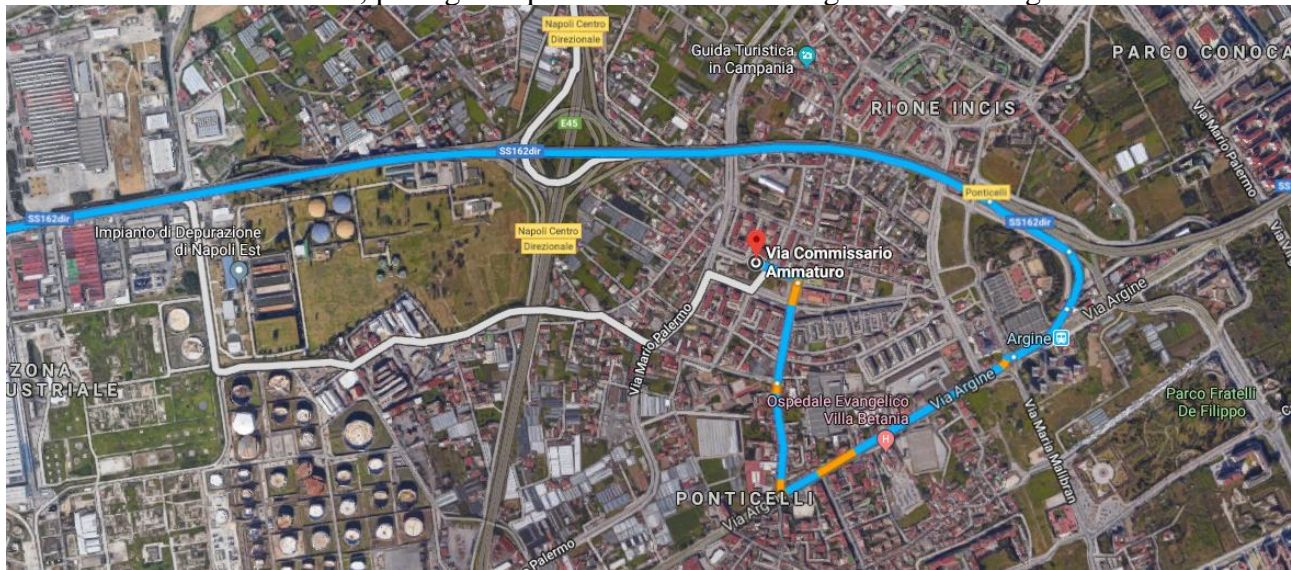 Napoli Centro
Direzionale
Guida Turistica
in Campania
PARCO CONOCA
RIONE INCIS
Via Mario Palermo
E45
SS162dir
Ponticelli
SS162dir
SS162dir
Impianto di Depurazione
di Napoli Est
Napoli Centro
Direzionale
Via Commissario
Ammaturo
Via Argine
Argine
Via Mario Palermo
ZONA
USTRIALE
Via Argine
Ospedale Evangelico
Villa Betania
H
Parco Fratelli
De Filippo
Via Maria Malibran
PONTICELLI
Palermo